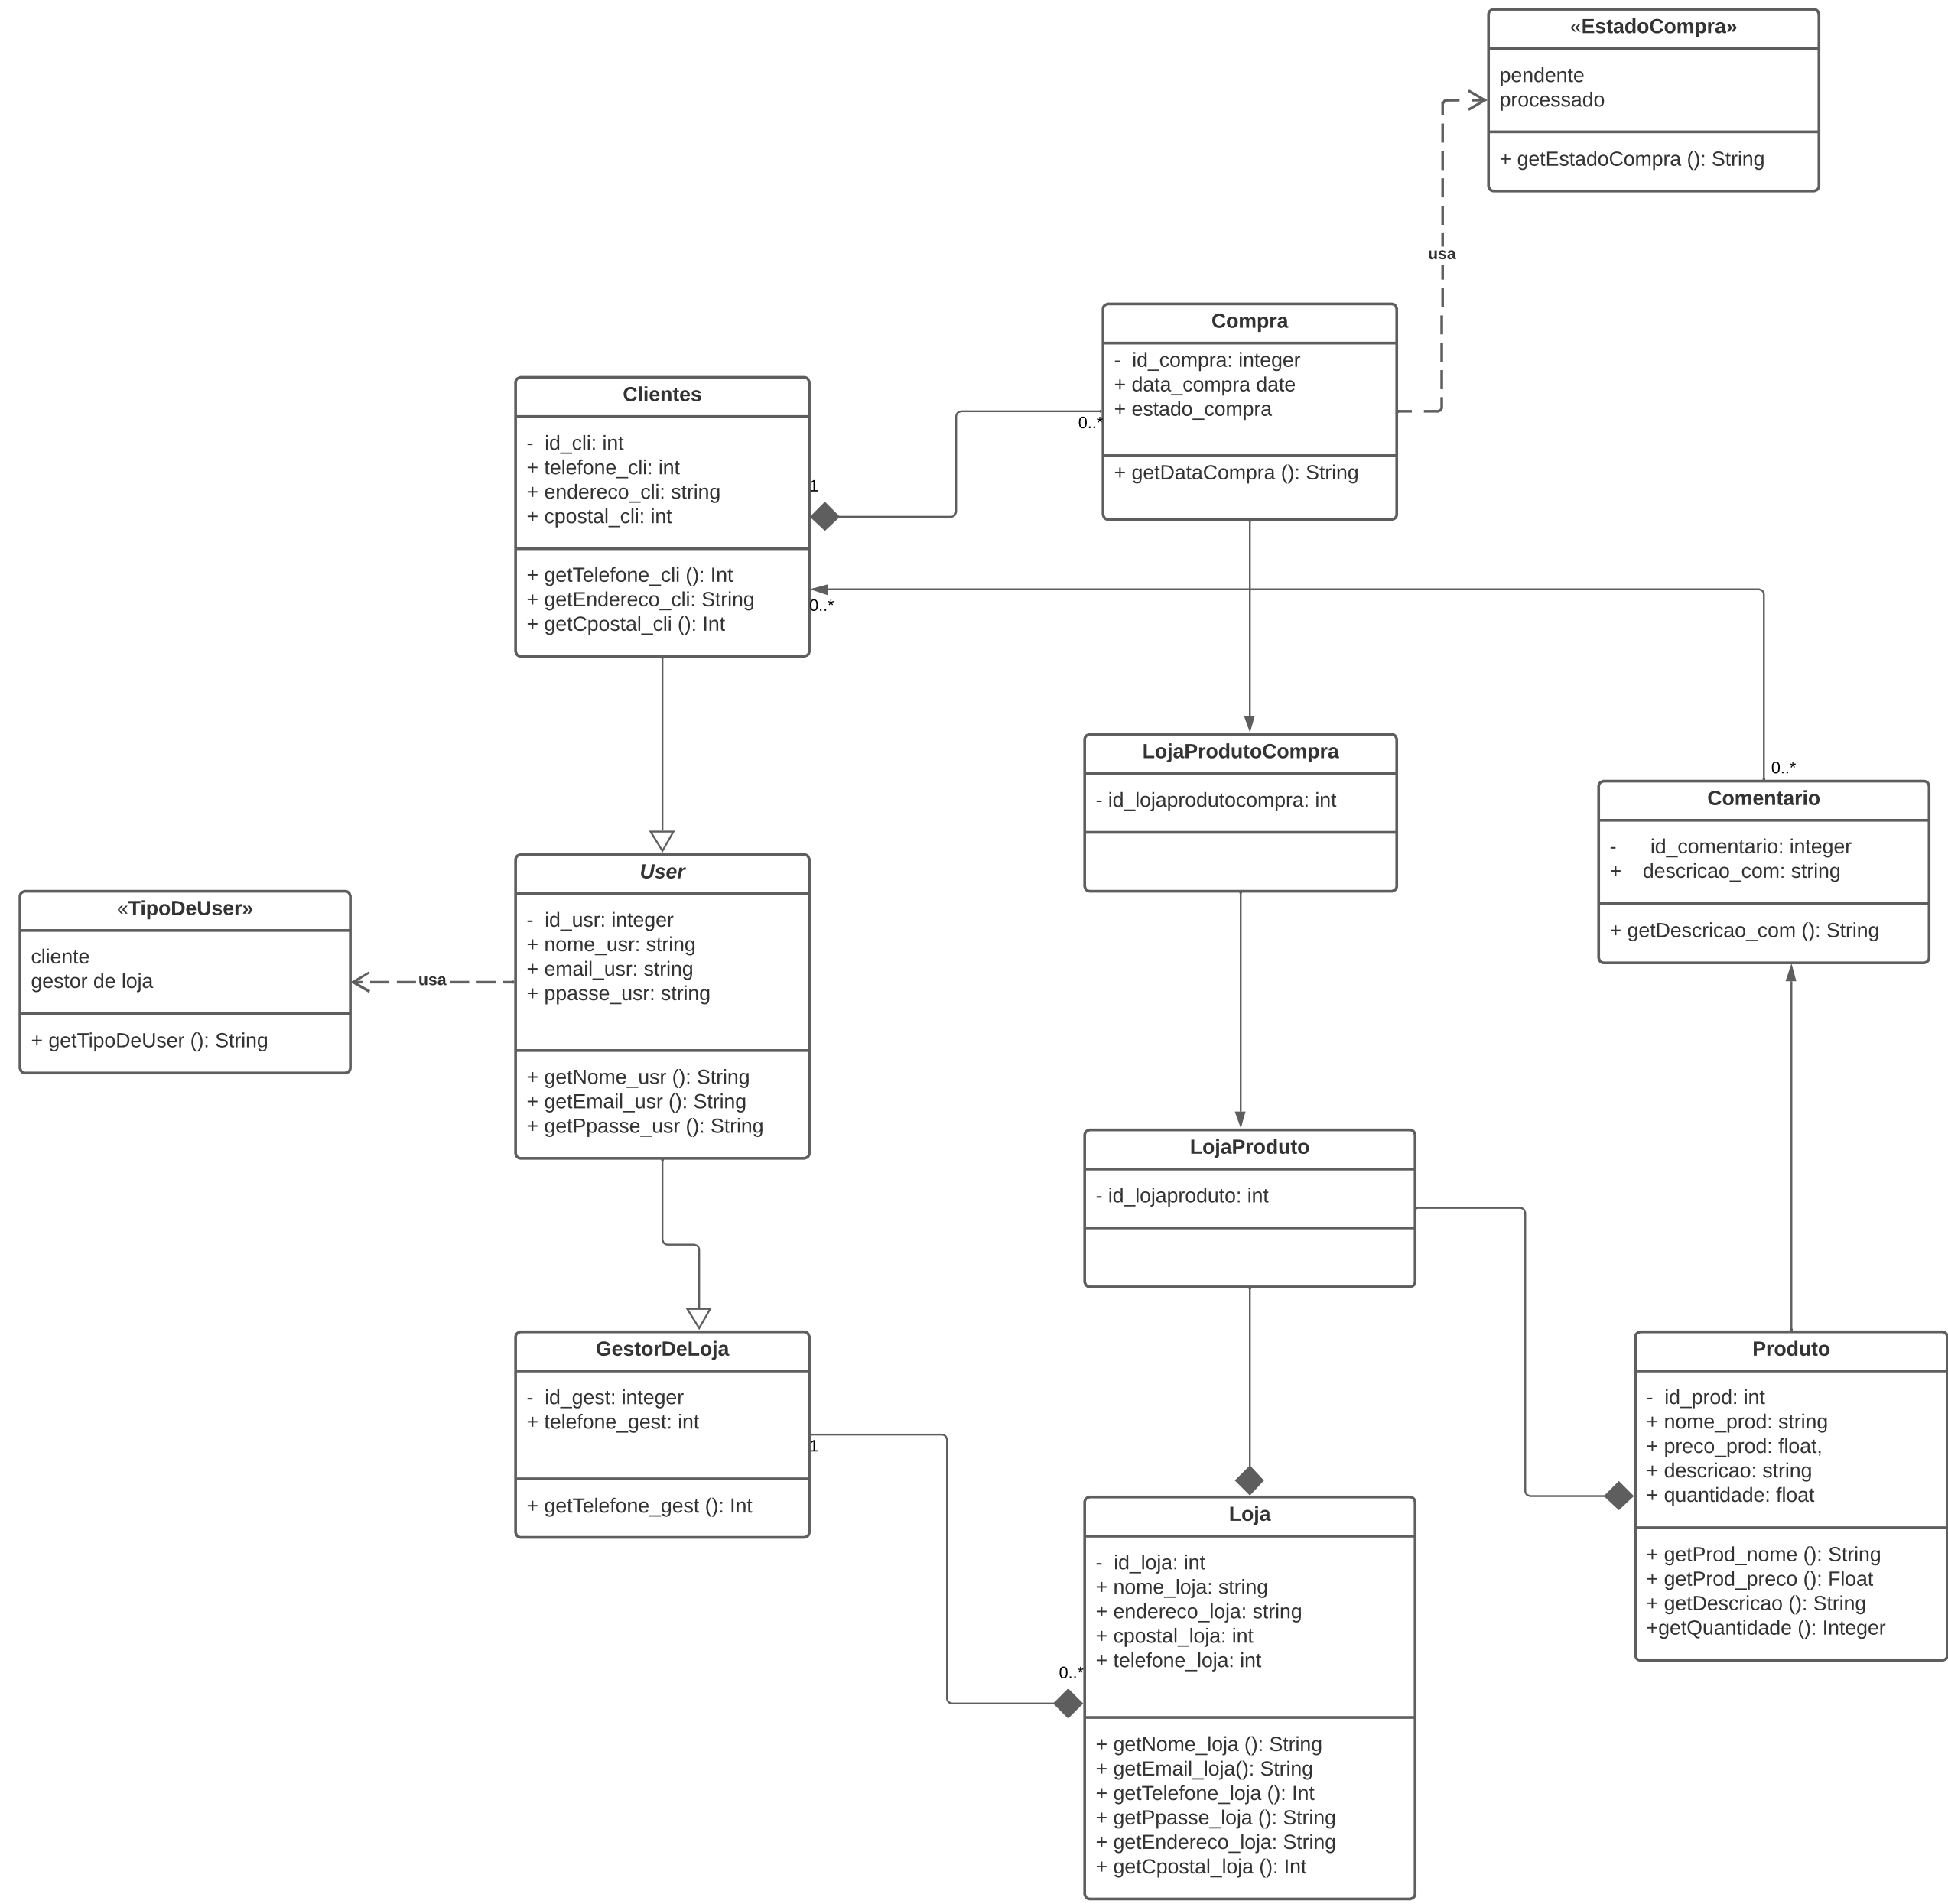 «EstadoCompra»
pendente
processado
+ getEstadoCompra (): String
usa
Compra
-  id_compra: integer
+ data_compra date
+ estado_compra
+ getDataCompra (): String
0..*
Clientes
-  id_cli: int
+ telefone_cli: int
+ endereco_cli: string
+ cpostal_cli: int
+ getTelefone_cli (): Int
+ getEndereco_cli: String
+ getCpostal_cli (): Int
1
0..*
LojaProdutoCompra
- id_lojaprodutocompra: int
0..*
Comentario
-      id_comentario: integer
+    descricao_com: string
+ getDescricao_com (): String
User
-  id_usr: integer
+ nome_usr: string
+ email_usr: string
+ ppasse_usr: string
+ getNome_usr (): String
+ getEmail_usr (): String
+ getPpasse_usr (): String
«TipoDeUser»
cliente
gestor de loja
+ getTipoDeUser (): String
usa
LojaProduto
- id_lojaproduto: int
GestorDeLoja
-  id_gest: integer
+ telefone_gest: int
+ getTelefone_gest (): Int
1
Produto
-  id_prod: int
+ nome_prod: string
+ preco_prod: float,
+ descricao: string
+ quantidade: float
+ getProd_nome (): String
+ getProd_preco (): Float
+ getDescricao (): String
+getQuantidade (): Integer
0..*
Loja
-  id_loja: int
+ nome_loja: string
+ endereco_loja: string
+ cpostal_loja: int
+ telefone_loja: int
+ getNome_loja (): String
+ getEmail_loja(): String
+ getTelefone_loja (): Int
+ getPpasse_loja (): String
+ getEndereco_loja: String
+ getCpostal_loja (): Int